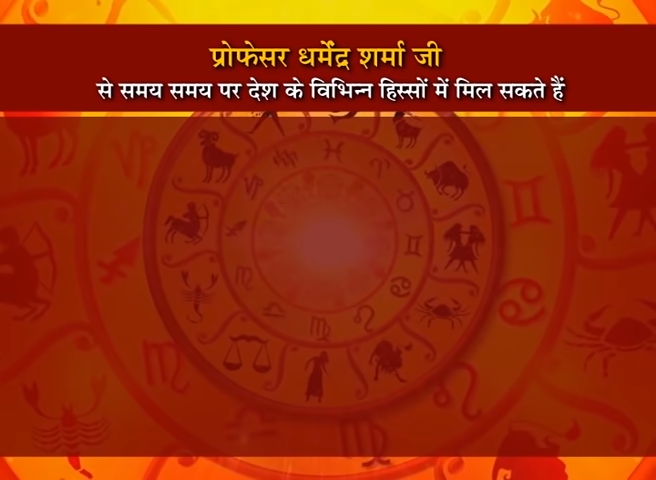 प्रोफेसर धर्मेंद्र शर्मा जी
से समय समय पर देश के विभिन्न हिस्सों में मिल सकते हैं